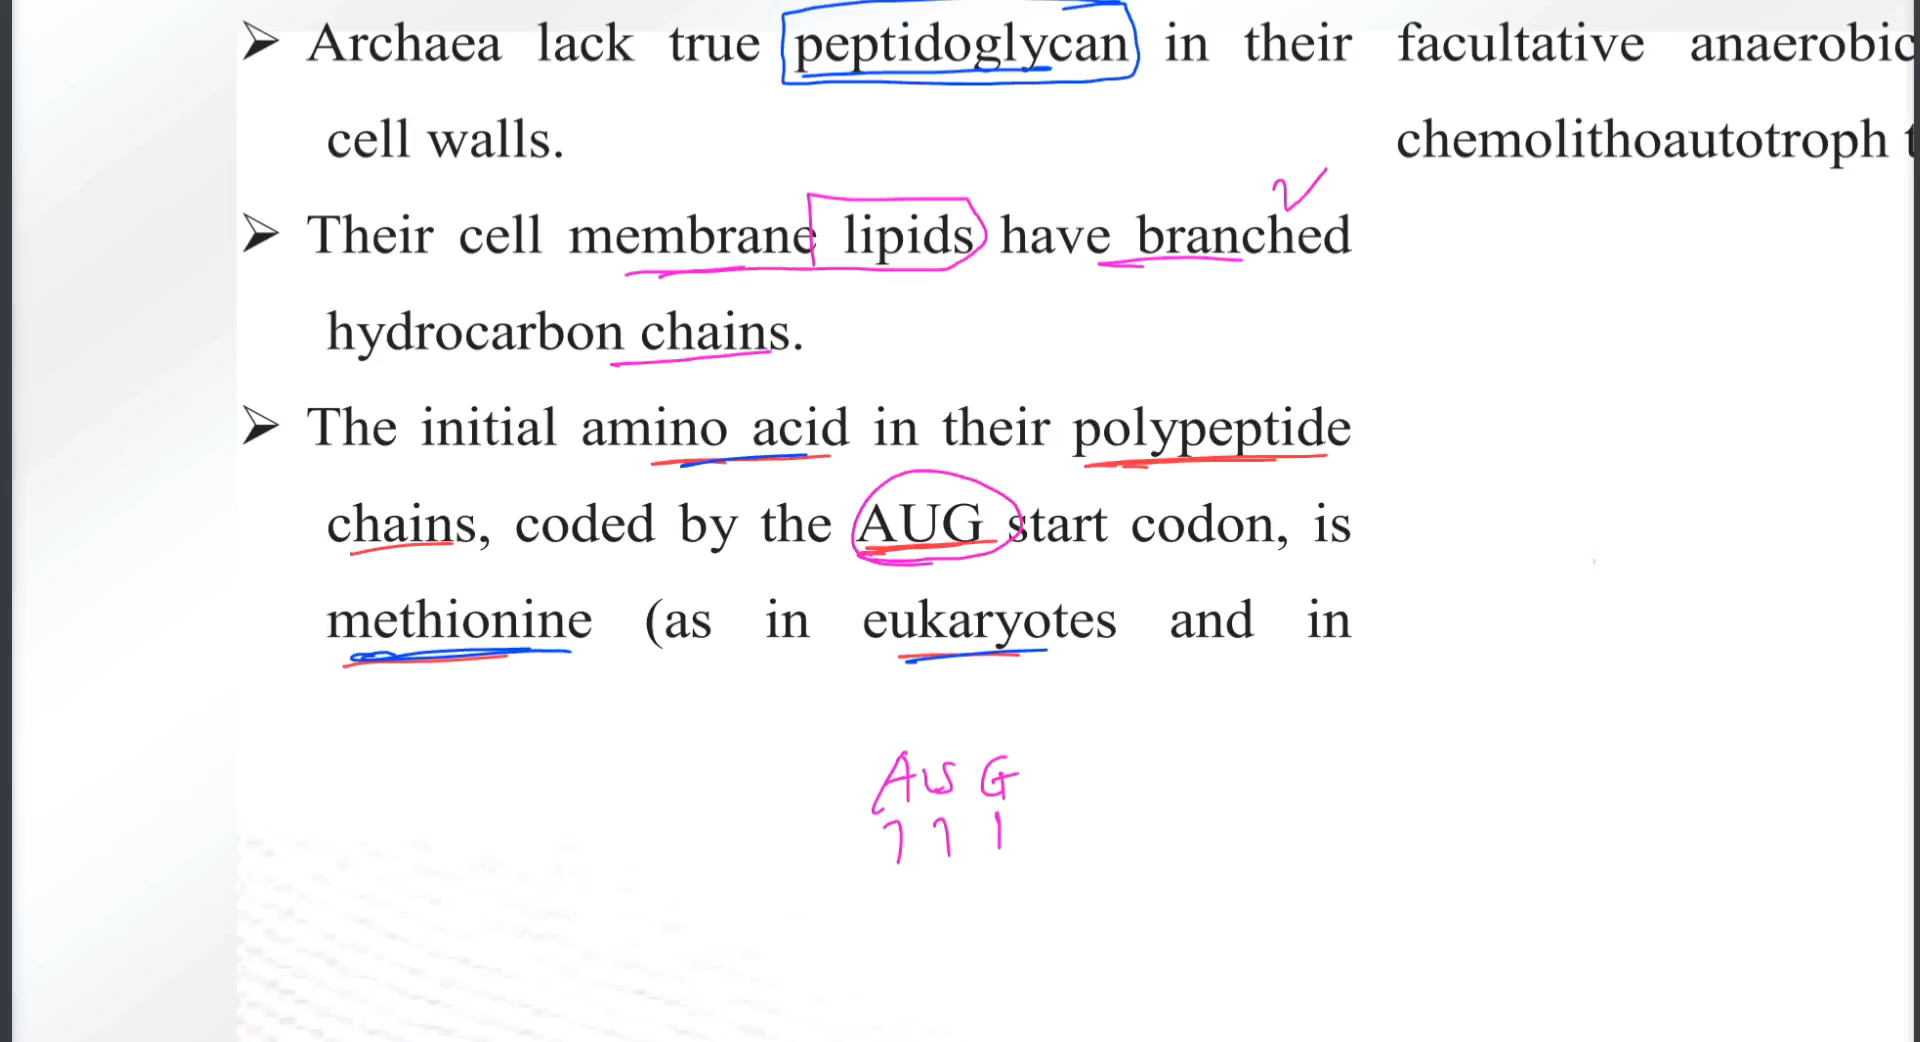 ➢ Archaea lack true peptidoglycan in their
cell walls.
➢ Their cell membrane lipids have branched
hydrocarbon chains.
➢ The initial amino acid in their polypeptide
chains, coded by the AUG start codon, is
methionine (as in eukaryotes and in
AUG
facultative anaerobic
chemolithoautotroph